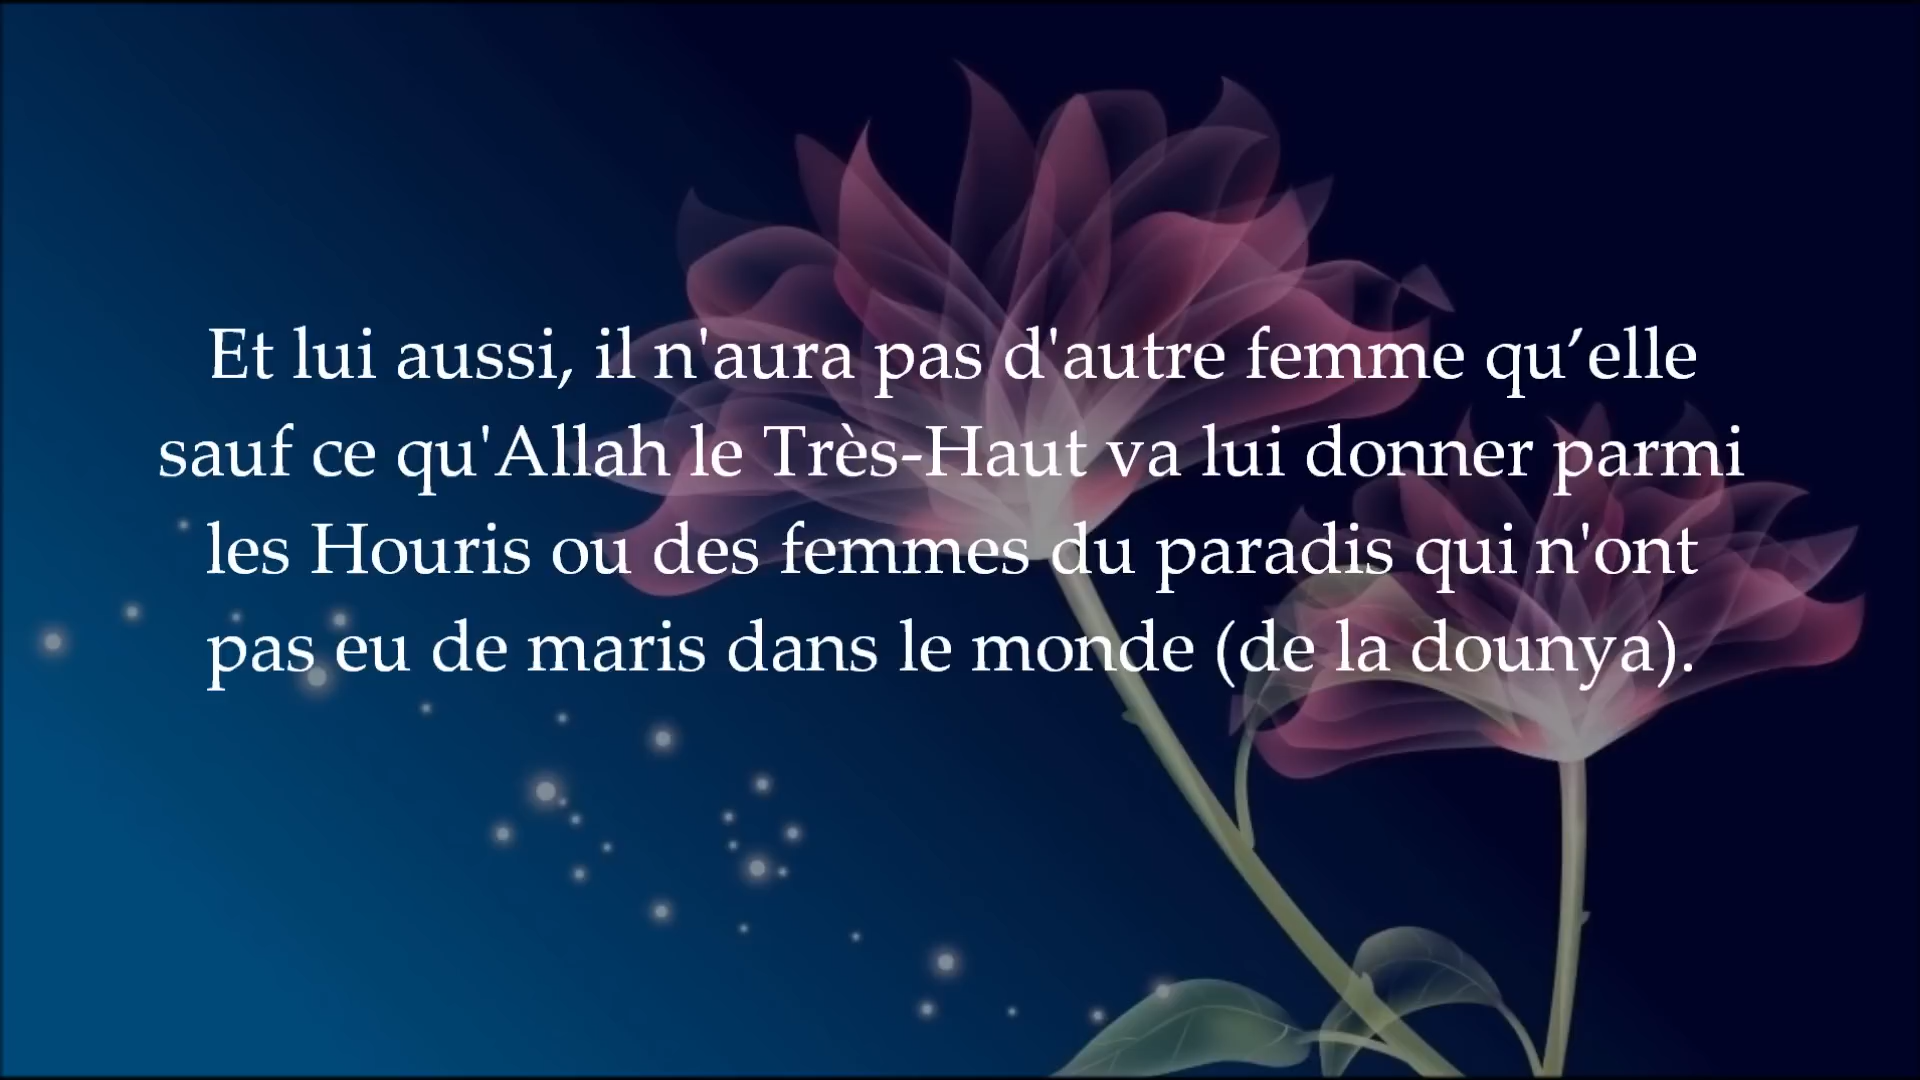 Et lui aussi, il n'aura pas d'autre femme qu’elle
sauf ce qu'Allah le Très-Haut va lui donner parmi
les Houris ou des femmes du paradis qui n'ont
pas eu de maris dans le monde (de la dounya).